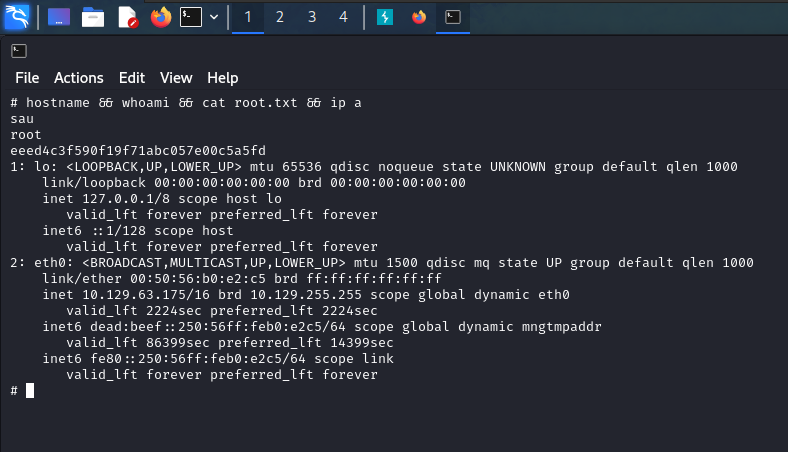 1 2 3 4
File Actions Edit View Help
# hostname && whoami && cat root.txt && ip a
sau
root
eeed4c3f590f19f71abc057e00c5a5fd
1: lo: <LOOPBACK,UP,LOWER_UP> mtu 65536 qdisc noqueue state UNKNOWN group default qlen 1000
    link/loopback 00:00:00:00:00:00 brd 00:00:00:00:00:00
    inet 127.0.0.1/8 scope host lo
       valid_lft forever preferred_lft forever
    inet6 ::1/128 scope host
       valid_lft forever preferred_lft forever
2: eth0: <BROADCAST,MULTICAST,UP,LOWER_UP> mtu 1500 qdisc mq state UP group default qlen 1000
    link/ether 00:50:56:b0:e2:c5 brd ff:ff:ff:ff:ff:ff
    inet 10.129.63.175/16 brd 10.129.255.255 scope global dynamic eth0
       valid_lft 2224sec preferred_lft 2224sec
    inet6 dead:beef::250:56ff:feb0:e2c5/64 scope global dynamic mngtmpaddr
       valid_lft 86399sec preferred_lft 14399sec
    inet6 fe80::250:56ff:feb0:e2c5/64 scope link
       valid_lft forever preferred_lft forever
#